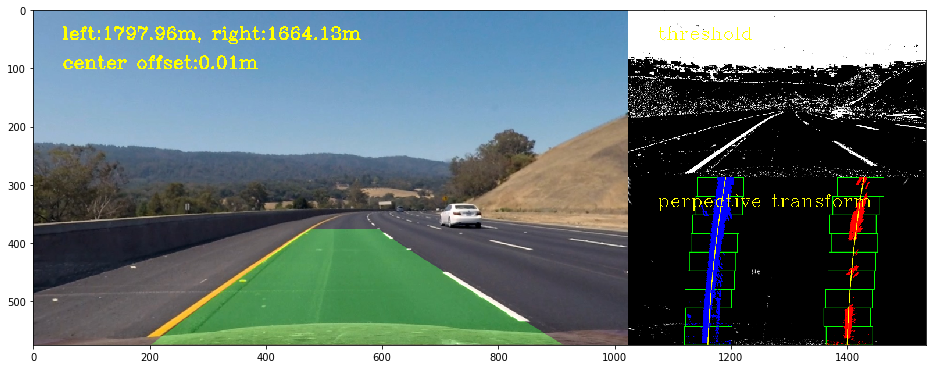 left:1797.96m, right:1664.13m
center offset:0.01m
threshold
perpective transform
0
100
200
300
400
500
0 200 400 600 800 1000 1200 1400